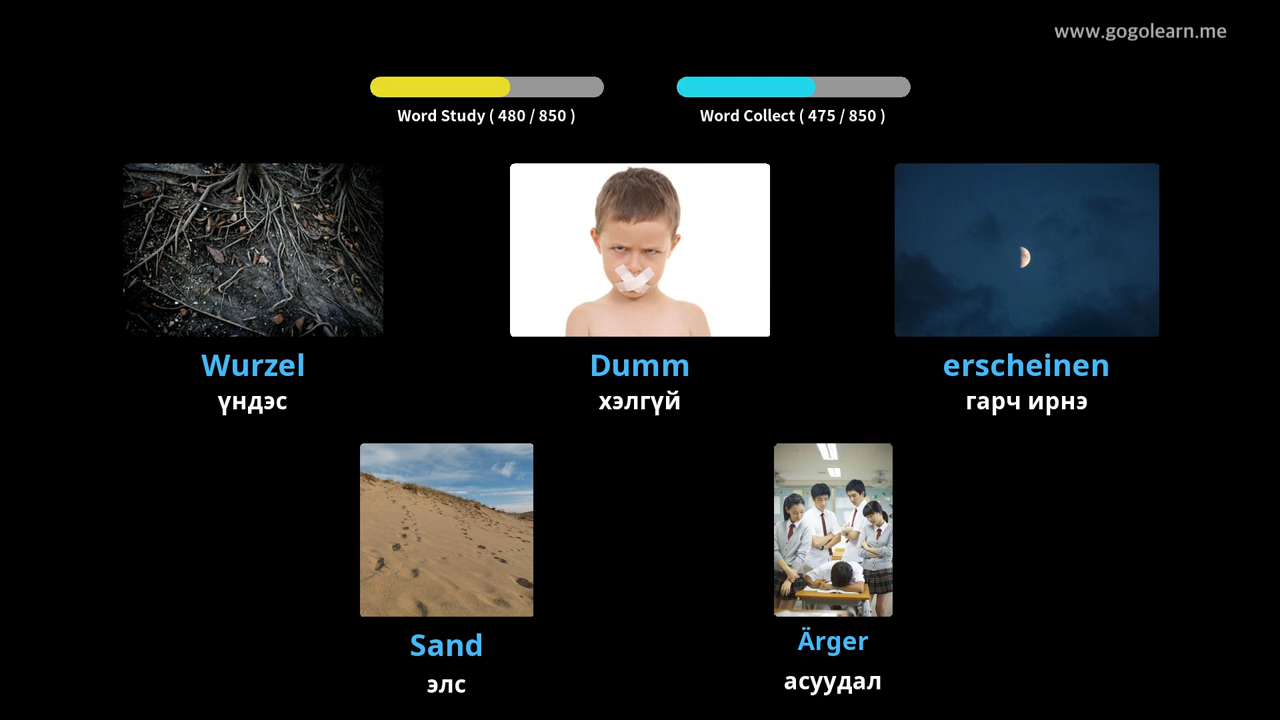 www.gogolearn.me
Word Study ( 480 / 850 )
Word Collect ( 475 / 850 )
Wurzel
үндэс
Dumm
хэлгүй
erscheinen
гарч ирнэ
Sand
элс
Ärger
асуудал